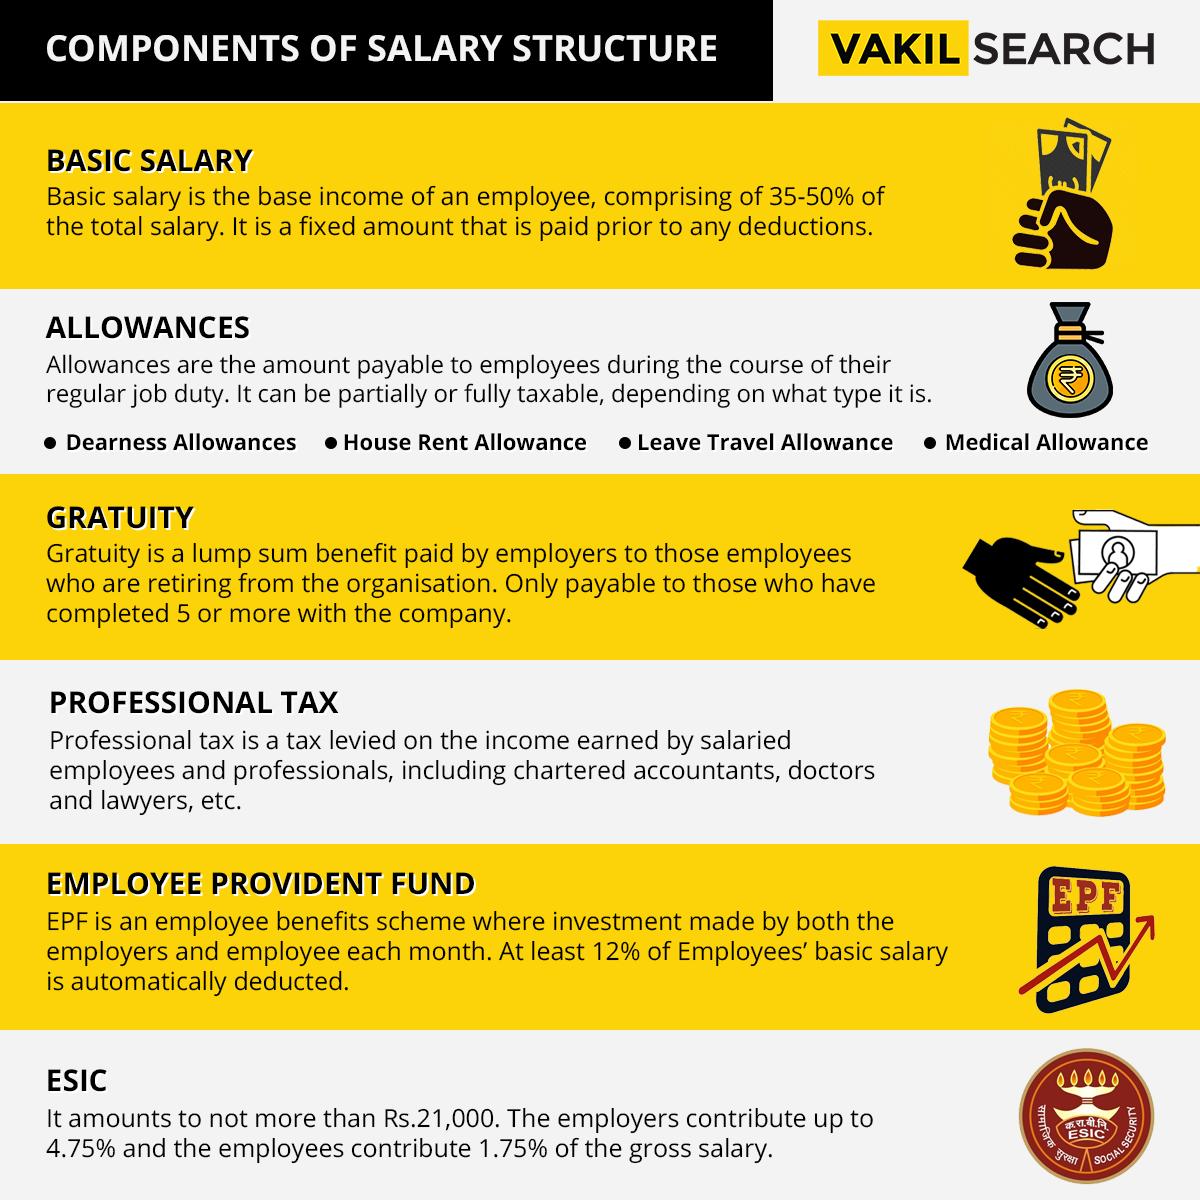 COMPONENTS OF SALARY STRUCTURE
VAKIL SEARCH
BASIC SALARY
Basic salary is the base income of an employee, comprising of 35-50% of
the total salary. It is a fixed amount that is paid prior to any deductions.
ALLOWANCES
Allowances are the amount payable to employees during the course of their
regular job duty. It can be partially or fully taxable, depending on what type it is.
● Dearness Allowances ● House Rent Allowance ● Leave Travel Allowance ● Medical Allowance
GRATUITY
Gratuity is a lump sum benefit paid by employers to those employees
who are retiring from the organisation. Only payable to those who have
completed 5 or more with the company.
PROFESSIONAL TAX
Professional tax is a tax levied on the income earned by salaried
employees and professionals, including chartered accountants, doctors
and lawyers, etc.
EMPLOYEE PROVIDENT FUND
EPF is an employee benefits scheme where investment made by both the
employers and employee each month. At least 12% of Employees’ basic salary
is automatically deducted.
EPF
ESIC
It amounts to not more than Rs.21,000. The employers contribute up to
4.75% and the employees contribute 1.75% of the gross salary.
क.रा.बी.नि.
ESIC
सामाजिक सुरक्षा
SOCIAL SECURITY